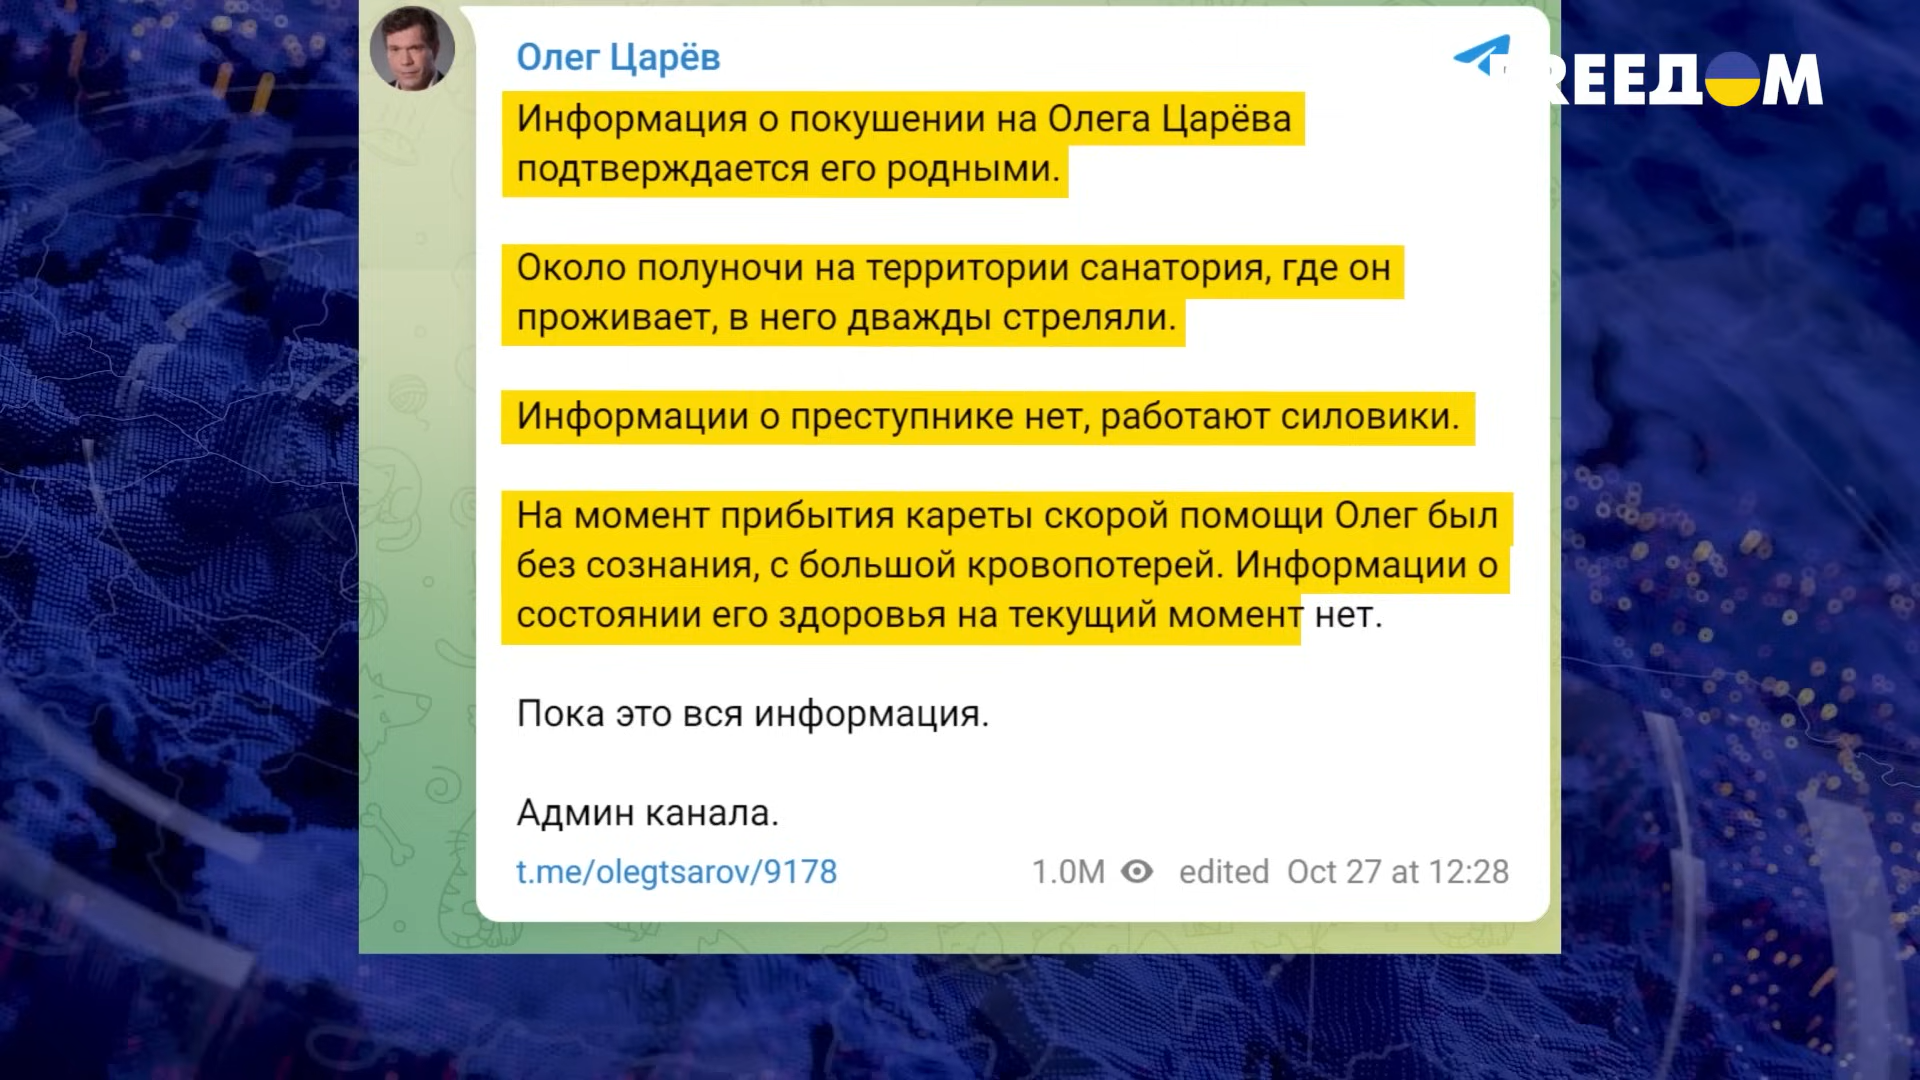 Олег Царёв
FREEДОМ
Информация о покушении на Олега Царёва
подтверждается его родными.
Около полуночи на территории санатория, где он
проживает, в него дважды стреляли.
Информации о преступнике нет, работают силовики.
На момент прибытия кареты скорой помощи Олег был
без сознания, с большой кровопотерей. Информации о
состоянии его здоровья на текущий момент нет.
Пока это вся информация.
Админ канала.
t.me/olegtsarov/9178 1.0M edited Oct 27 at 12:28